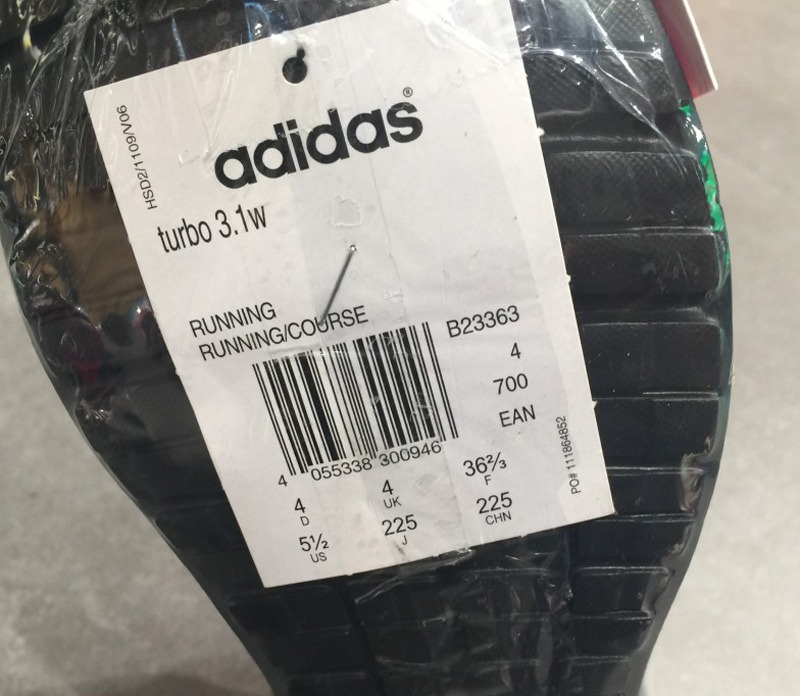 adidas®
HSD2/1109/V06
turbo 3.1w
RUNNING
RUNNING/COURSE
B23363
4
700
EAN
4 055338 300946
PO# 111864852
4 D
4 UK
36⅔ F
5½ US
225 J
225 CHN